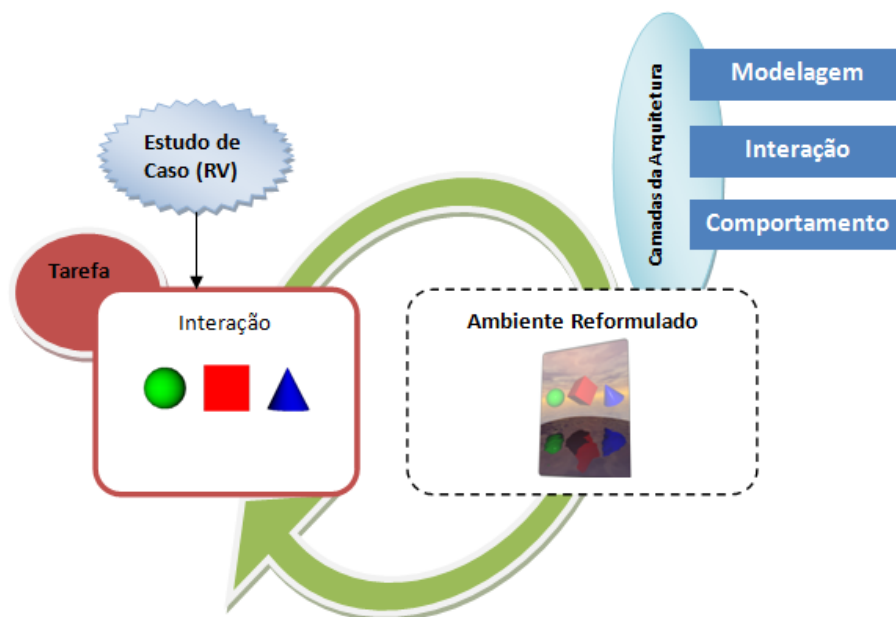 Estudo de
Caso (RV)
Tarefa
Interação
Ambiente Reformulado
Camadas da Arquitetura
Modelagem
Interação
Comportamento